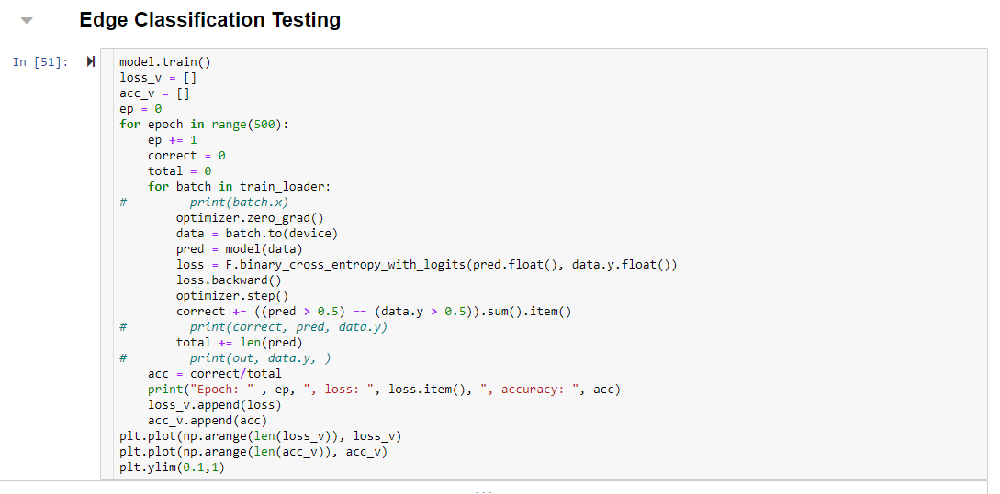 Edge Classification Testing
In [51]:
model.train()
loss_v = []
acc_v = []
ep = 0
for epoch in range(500):
    ep += 1
    correct = 0
    total = 0
    for batch in train_loader:
#         print(batch.x)
        optimizer.zero_grad()
        data = batch.to(device)
        pred = model(data)
        loss = F.binary_cross_entropy_with_logits(pred.float(), data.y.float())
        loss.backward()
        optimizer.step()
        correct += ((pred > 0.5) == (data.y > 0.5)).sum().item()
#         print(correct, pred, data.y)
        total += len(pred)
#         print(out, data.y, )
    acc = correct/total
    print("Epoch: " , ep, ", loss: ", loss.item(), ", accuracy: ", acc)
    loss_v.append(loss)
    acc_v.append(acc)
plt.plot(np.arange(len(loss_v)), loss_v)
plt.plot(np.arange(len(acc_v)), acc_v)
plt.ylim(0.1,1)
...